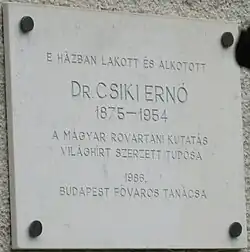 E HÁZBAN LAKOTT ÉS ALKOTOTT
DR. CSIKI ERNŐ
1875–1954
A MAGYAR ROVARTANI KUTATÁS
VILÁGHÍRT SZERZETT TUDÓSA
1986.
BUDAPEST FŐVÁROS TANÁCSA